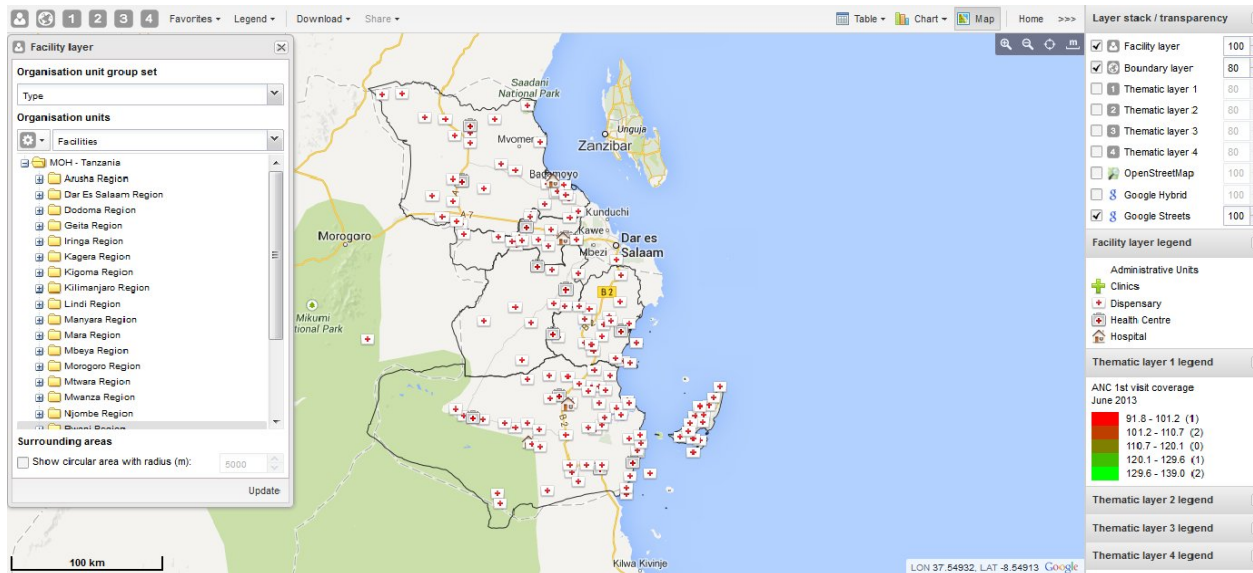 1 2 3 4 Favorites Legend Download Share Table Chart Map Home >>>
Facility layer
Organisation unit group set
Type
Organisation units
Facilities
MOH - Tanzania
Arusha Region
Dar Es Salaam Region
Dodoma Region
Geita Region
Iringa Region
Kagera Region
Kigoma Region
Kilimanjaro Region
Lindi Region
Manyara Region
Mara Region
Mbeya Region
Morogoro Region
Mtwara Region
Mwanza Region
Njombe Region
Pwani Region
Surrounding areas
Show circular area with radius (m): 5000
Update
100 km
Saadani
National Park
Mvomero
Unguja
Zanzibar
Bagamoyo
A 7
Kunduchi
Morogoro
Kawe
Dar es
Salaam
Mbezi
B 2
Mikumi
tional Park
B 2
Kilwa Kivinje
LON 37.54932, LAT -8.54913 Google
Layer stack / transparency
Facility layer 100
Boundary layer 80
1 Thematic layer 1 80
2 Thematic layer 2 80
3 Thematic layer 3 80
4 Thematic layer 4 80
OpenStreetMap 100
Google Hybrid 100
Google Streets 100
Facility layer legend
Administrative Units
Clinics
Dispensary
Health Centre
Hospital
Thematic layer 1 legend
ANC 1st visit coverage
June 2013
91.8 - 101.2 (1)
101.2 - 110.7 (2)
110.7 - 120.1 (0)
120.1 - 129.6 (1)
129.6 - 139.0 (2)
Thematic layer 2 legend
Thematic layer 3 legend
Thematic layer 4 legend